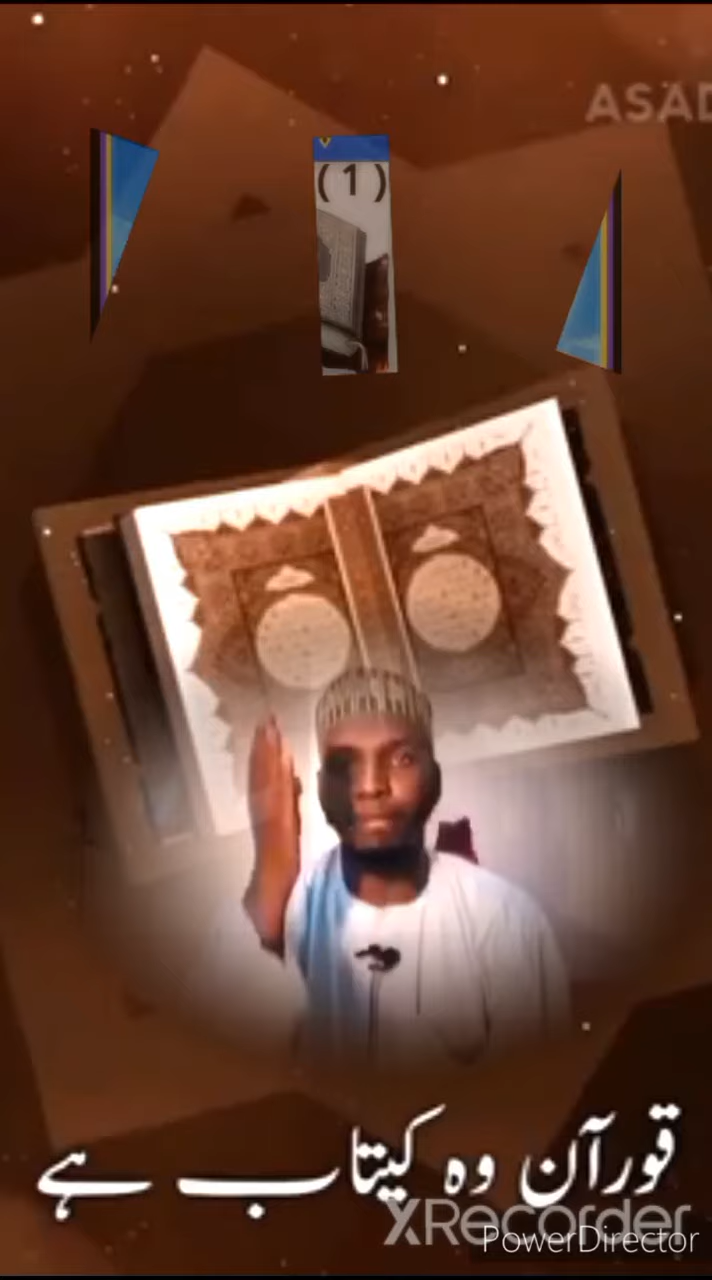 ASAD
(1)
قورآن وہ کیتاب ہے
XRecorder
PowerDirector